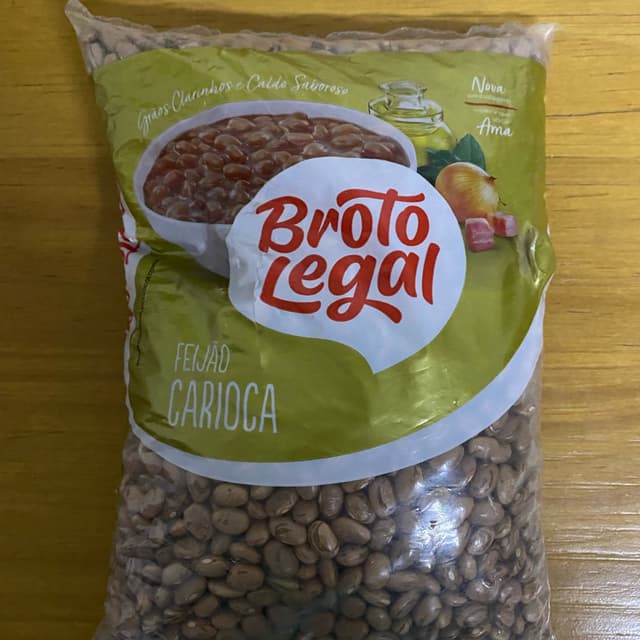 Grãos Clarinhos e Caldo Saboroso
Nova
Ama
Broto
Legal
FEIJÃO
CARIOCA